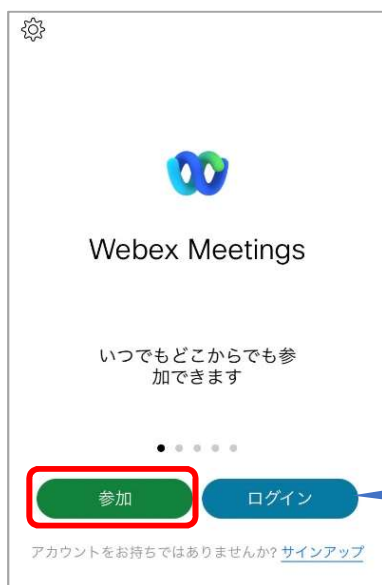 Webex Meetings
いつでもどこからでも参
加できます
参加
ログイン
アカウントをお持ちではありませんか? サインアップ